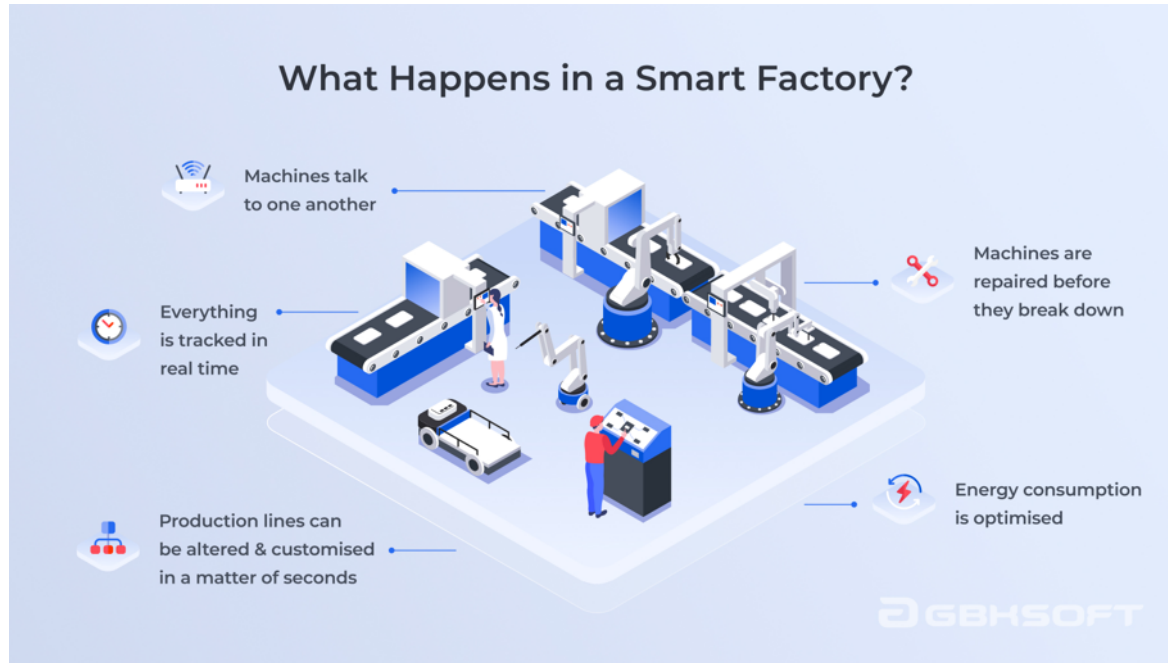 What Happens in a Smart Factory?
Machines talk
to one another
Everything
is tracked in
real time
Production lines can
be altered & customised
in a matter of seconds
Machines are
repaired before
they break down
Energy consumption
is optimised
GBKSOFT